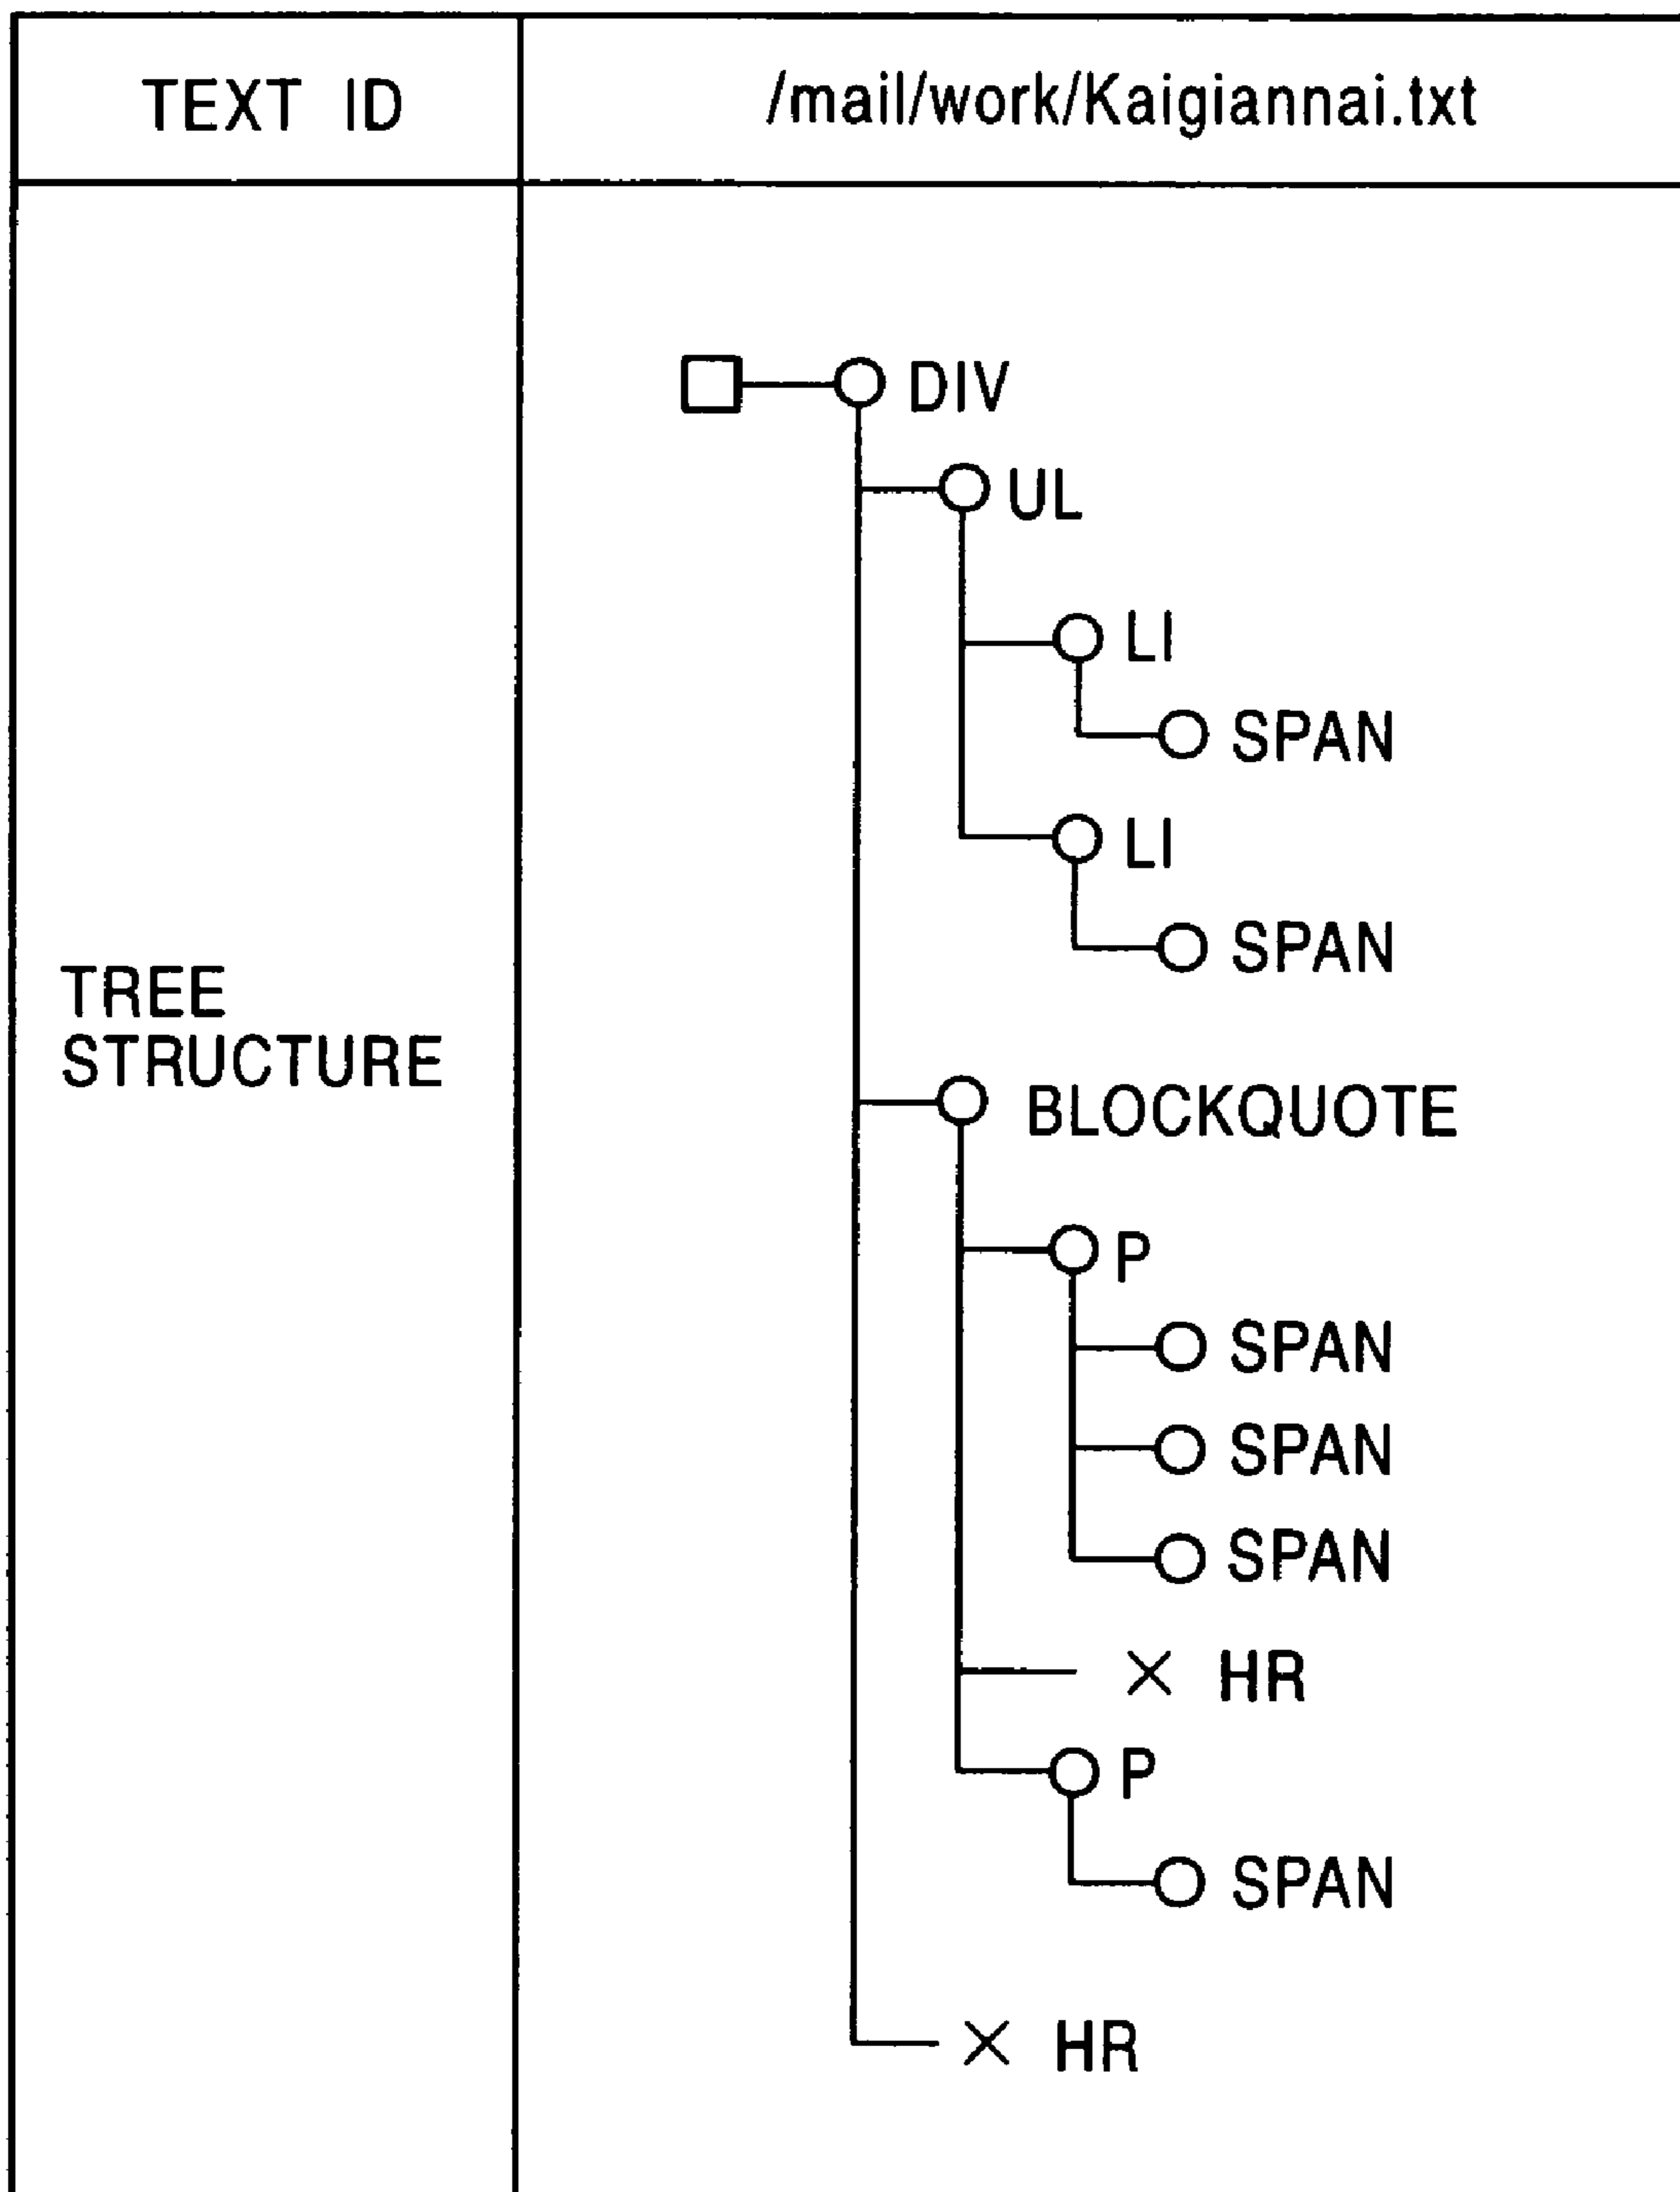 TEXT ID
/mail/work/Kaigiannai.txt
TREE
STRUCTURE
DIV
UL
LI
SPAN
LI
SPAN
BLOCKQUOTE
P
SPAN
SPAN
SPAN
HR
P
SPAN
HR